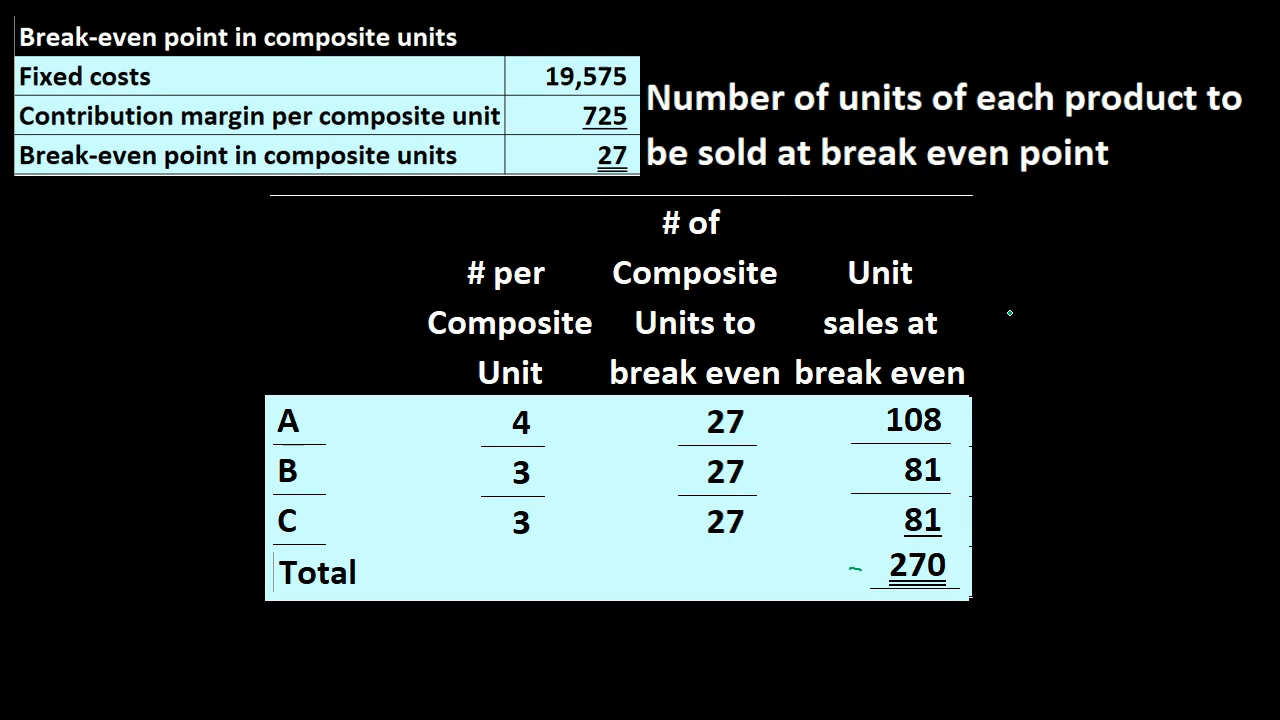 Break-even point in composite units
Fixed costs 19,575
Contribution margin per composite unit 725
Break-even point in composite units 27
Number of units of each product to
be sold at break even point
# of
# per Composite Unit
Composite Units to sales at
Unit break even break even
A 4 27 108
B 3 27 81
C 3 27 81
Total 270